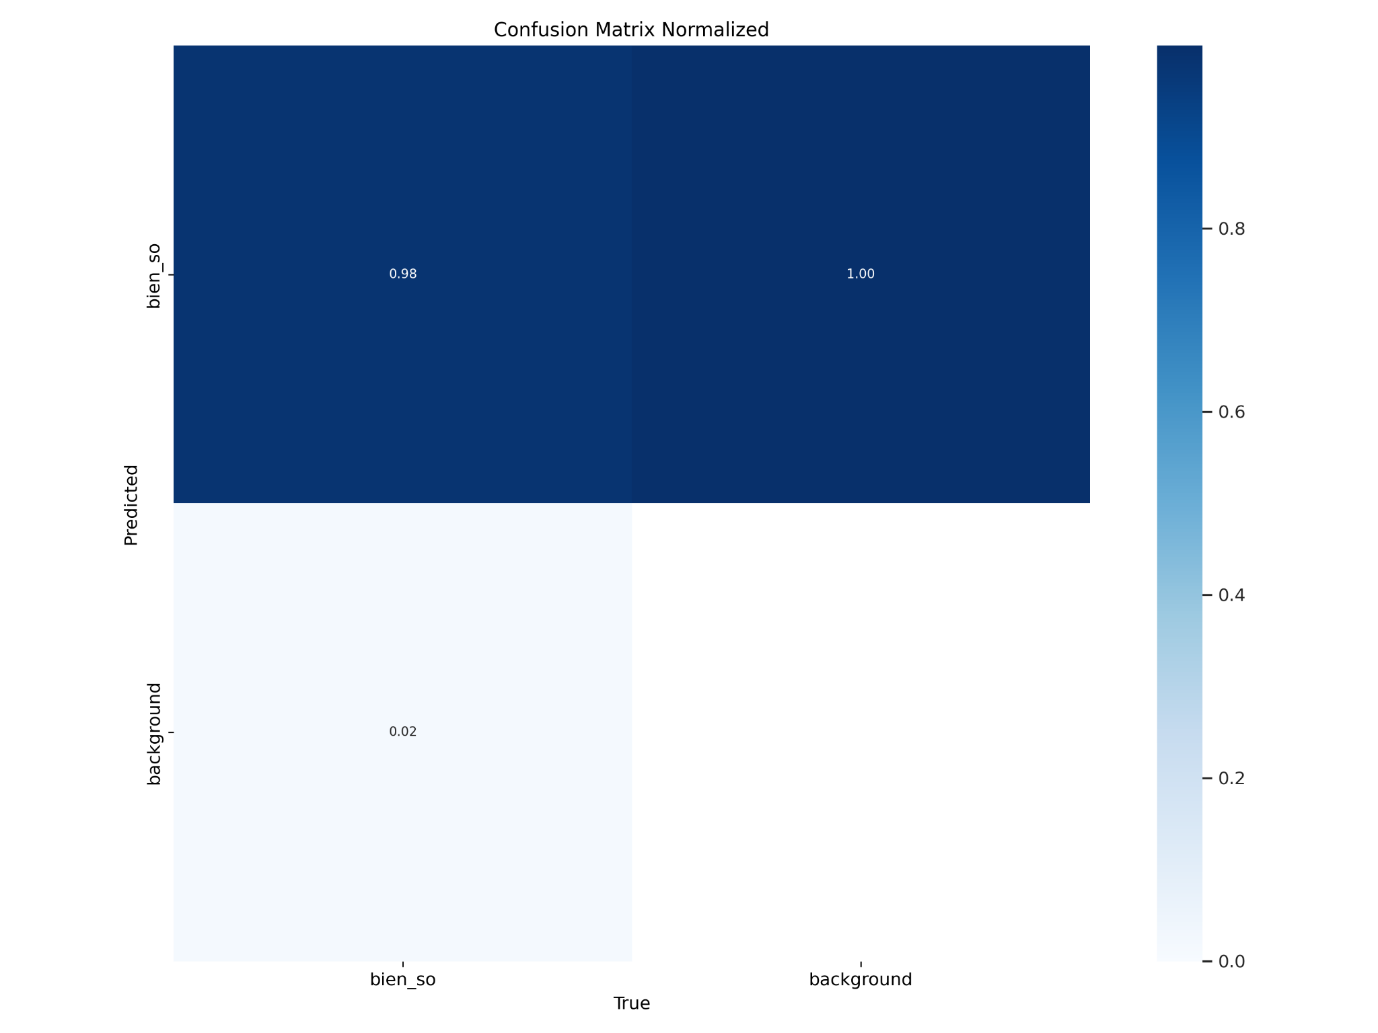 Confusion Matrix Normalized
bien_so
0.98
1.00
0.8
0.6
Predicted
0.4
background
0.02
0.2
0.0
bien_so
background
True